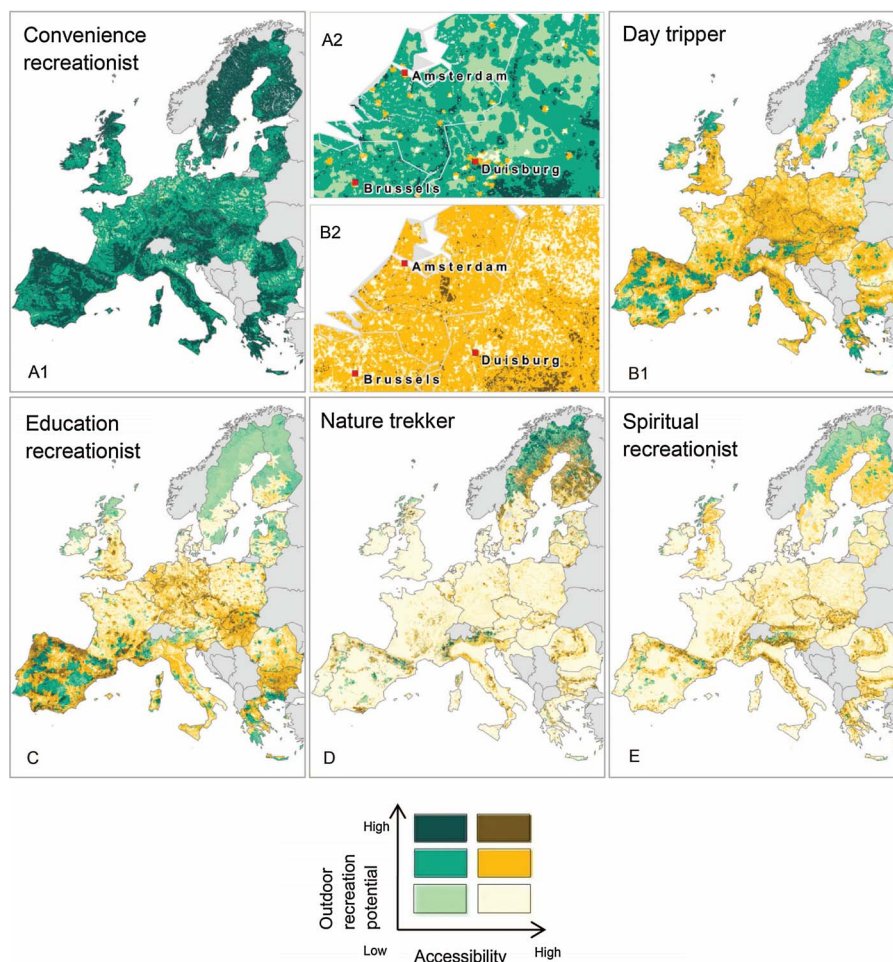 Convenience
recreationist
A1
A2
Amsterdam
Duisburg
Brussels
B2
Amsterdam
Duisburg
Brussels
Day tripper
B1
Education
recreationist
C
Nature trekker
D
Spiritual
recreationist
E
High
Outdoor
recreation
potential
Low
Accessibility
High